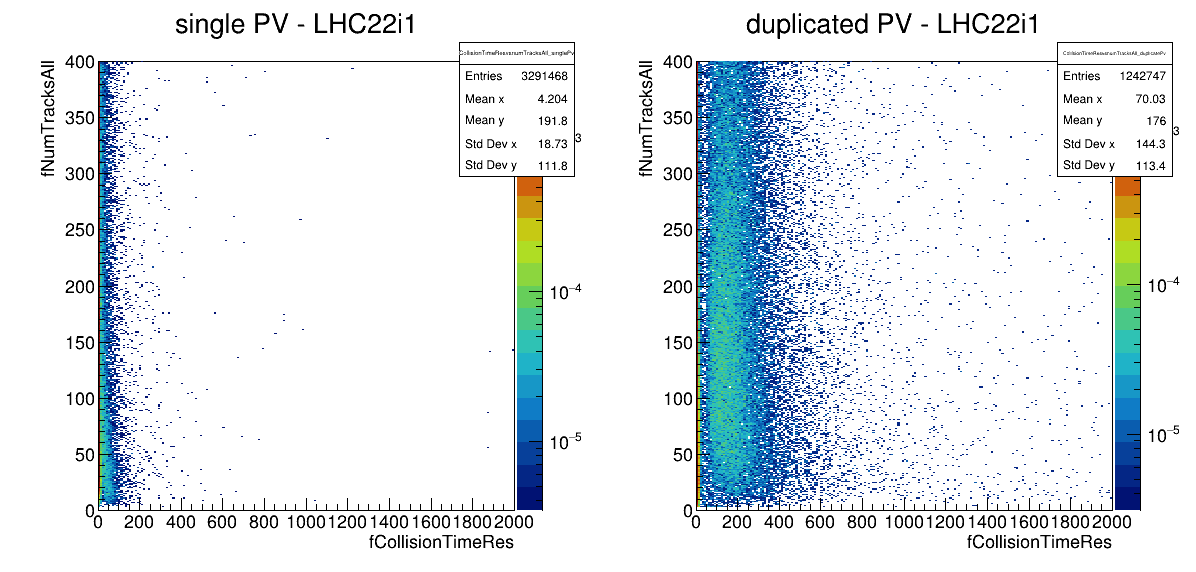 single PV - LHC22i1
fNumTracksAll
400
350
300
250
200
150
100
50
0
0 200 400 600 800 1000 1200 1400 1600 1800 2000
fCollisionTimeRes
Entries 3291468
Mean x 4.204
Mean y 191.8
Std Dev x 18.73
Std Dev y 111.8
3
10−4
10−5
duplicated PV - LHC22i1
fNumTracksAll
400
350
300
250
200
150
100
50
0
0 200 400 600 800 1000 1200 1400 1600 1800 2000
fCollisionTimeRes
Entries 1242747
Mean x 70.03
Mean y 176
Std Dev x 144.3
Std Dev y 113.4
3
10−4
10−5